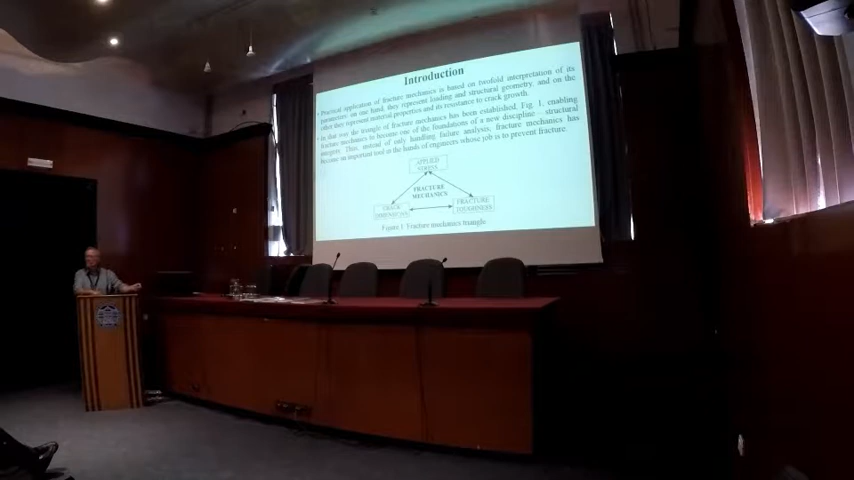 Introduction
• Practical application of fracture mechanics is based on twofold interpretation of its
parameters: on one hand, they represent loading and structural geometry, and on the
other they represent material properties and its resistance to crack growth.
• In that way the triangle of fracture mechanics has been established, Fig. 1, enabling
fracture mechanics to become one of the foundations of a new discipline - structural
integrity. Thus, instead of only handling failure analysis, fracture mechanics has
become an important tool in the hands of engineers whose job is to prevent fracture.
APPLIED
STRESS
FRACTURE
MECHANICS
CRACK
DIMENSION
FRACTURE
TOUGHNESS
Figure 1: Fracture mechanics triangle